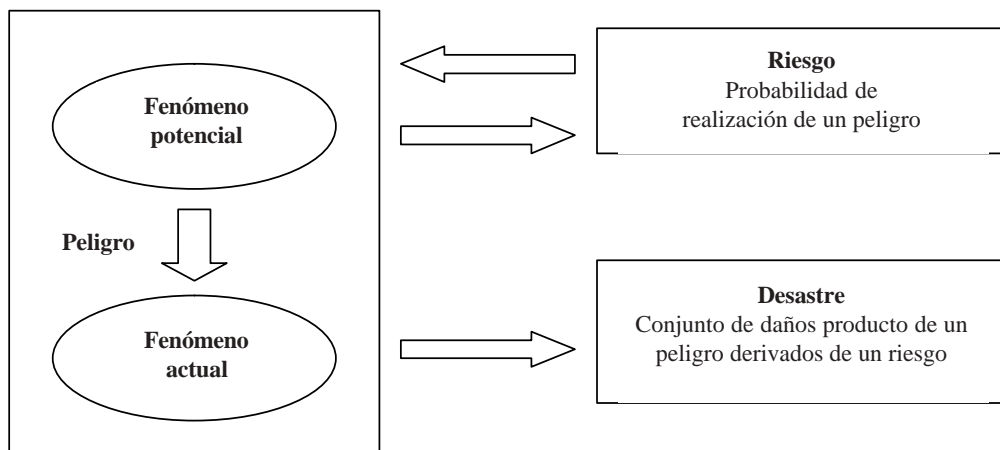 Fenómeno
potencial
Peligro
Fenómeno
actual
Riesgo
Probabilidad de
realización de un peligro
Desastre
Conjunto de daños producto de un
peligro derivados de un riesgo